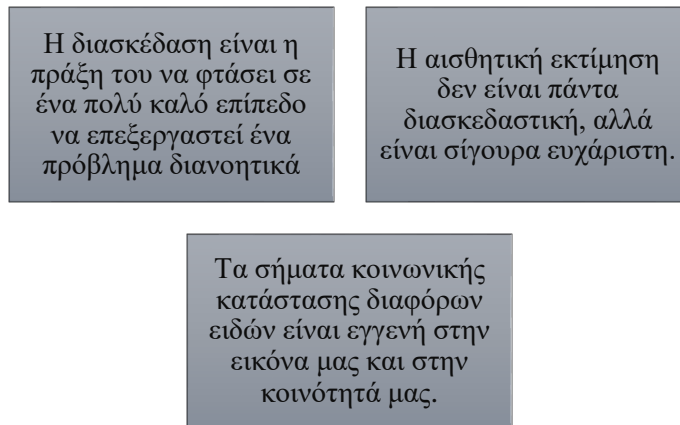 Η διασκέδαση είναι η
πράξη του να φτάσει σε
ένα πολύ καλό επίπεδο
να επεξεργαστεί ένα
πρόβλημα διανοητικά
Η αισθητική εκτίμηση
δεν είναι πάντα
διασκεδαστική, αλλά
είναι σίγουρα ευχάριστη.
Τα σήματα κοινωνικής
κατάστασης διαφόρων
ειδών είναι εγγενή στην
εικόνα μας και στην
κοινότητά μας.